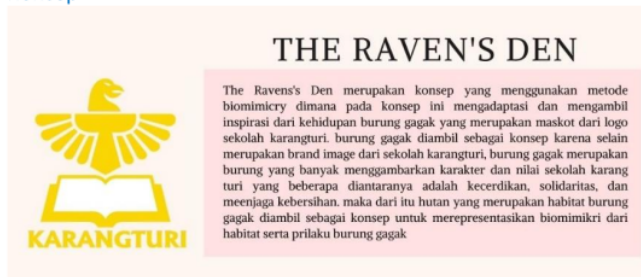 THE RAVEN'S DEN
The Ravens's Den merupakan konsep yang menggunakan metode
biomimicry dimana pada konsep ini mengadaptasi dan mengambil
inspirasi dari kehidupan burung gagak yang merupakan maskot dari logo
sekolah karangturi. burung gagak diambil sebagai konsep karena selain
merupakan brand image dari sekolah karangturi, burung gagak merupakan
burung yang banyak menggambarkan karakter dan nilai sekolah karang
turi yang beberapa diantaranya adalah kecerdikan, solidaritas, dan
meenjaga kebersihan. maka dari itu hutan yang merupakan habitat burung
gagak diambil sebagai konsep untuk merepresentasikan biomimikri dari
habitat serta prilaku burung gagak
KARANGTURI